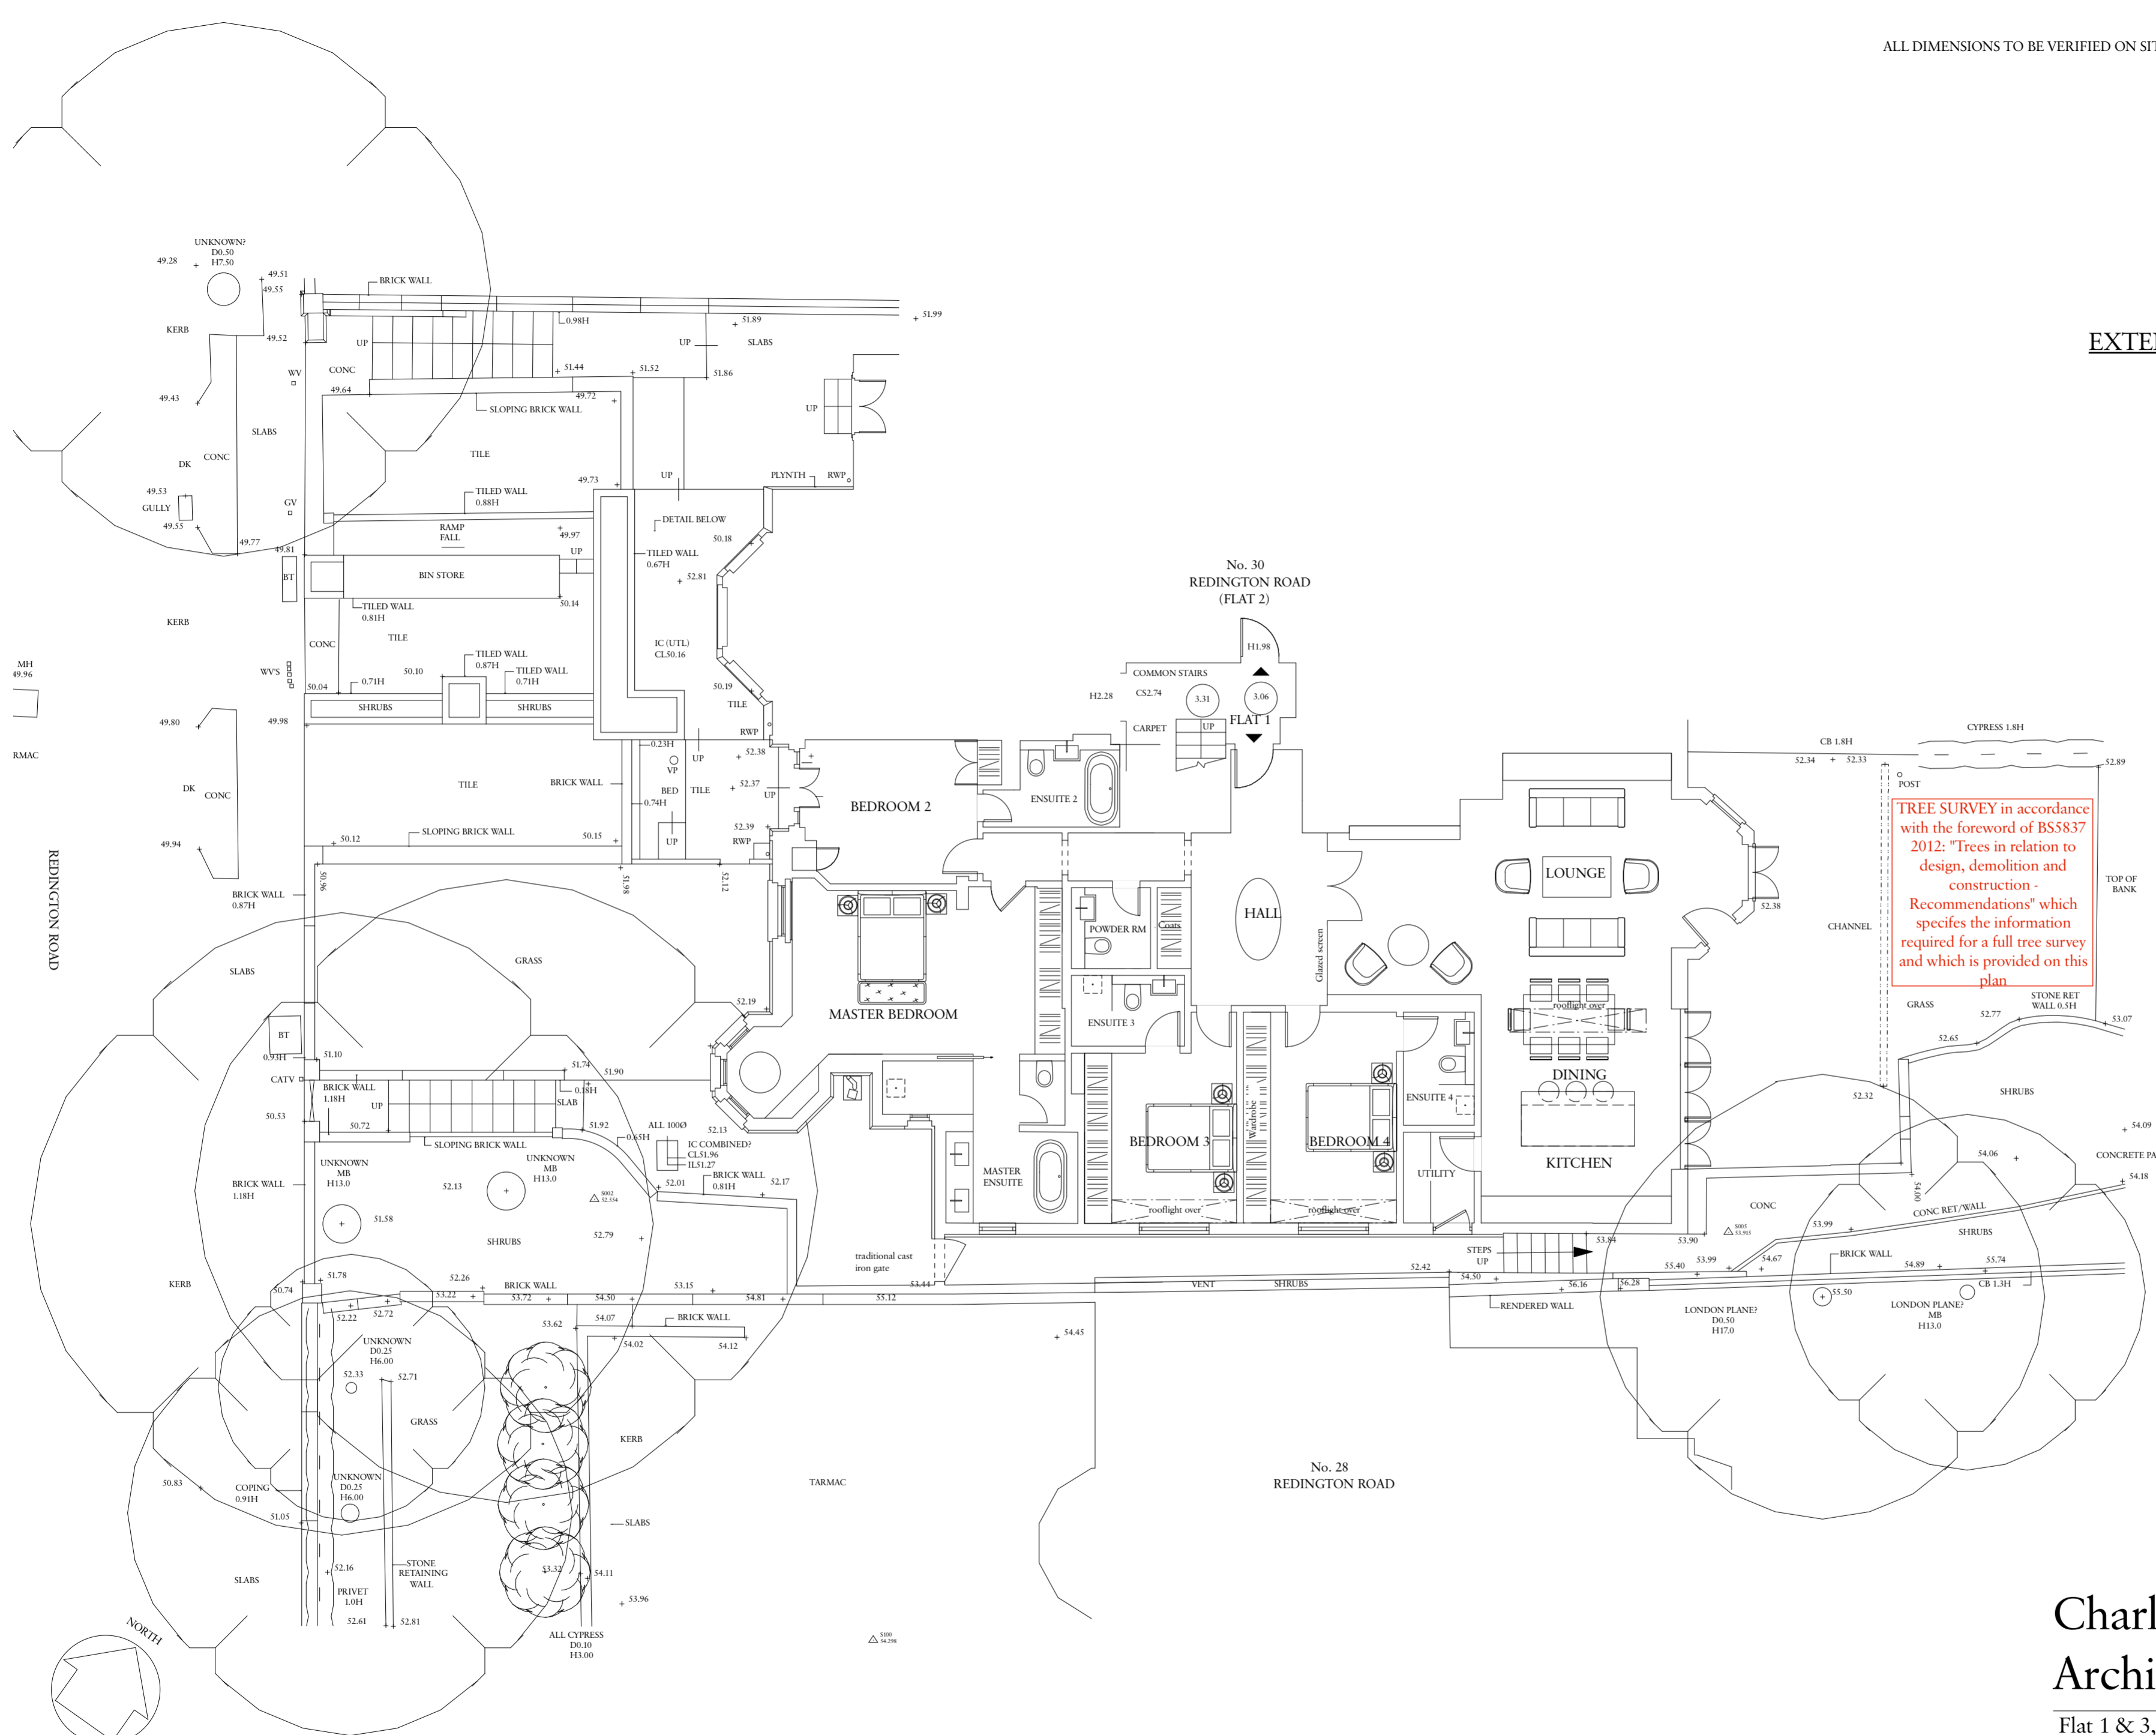 ALL DIMENSIONS TO BE VERIFIED ON SIT
UNKNOWN?
D0.50
H7.50
49.28
49.51
49.55
BRICK WALL
0.98H
51.89
51.99
KERB
49.52
UP
UP
SLABS
EXTE
WV
CONC
51.44
51.52
51.86
49.64
49.72
49.43
SLOPING BRICK WALL
UP
SLABS
CONC
DK
TILE
49.73
UP
PLYNTH
RWP
49.53
GULLY
49.55
GV
TILED WALL
0.88H
DETAIL BELOW
RAMP
FALL
49.97
50.18
49.77
49.81
UP
TILED WALL
0.67H
No. 30
REDINGTON ROAD
(FLAT 2)
BT
BIN STORE
52.81
50.14
TILED WALL
0.81H
KERB
TILE
CONC
IC (UTL)
CL50.16
H1.98
MH
49.96
WV'S
50.10
TILED WALL
0.87H
TILED WALL
0.71H
0.71H
50.04
50.19
COMMON STAIRS
H2.28
CS2.74
3.31
3.06
SHRUBS
SHRUBS
TILE
49.80
49.98
FLAT 1
CARPET
UP
RWP
CYPRESS 1.8H
RMAC
0.23H
VP
UP
52.38
CB 1.8H
52.34
52.33
52.89
DK
CONC
TILE
BRICK WALL
BED
TILE
52.37
UP
0.74H
BEDROOM 2
ENSUITE 2
POST
49.94
50.12
SLOPING BRICK WALL
50.15
UP
52.39
RWP
TREE SURVEY in accordance
with the foreword of BS5837
2012: "Trees in relation to
design, demolition and
construction -
Recommendations" which
specifes the information
required for a full tree survey
and which is provided on this
plan
REDINGTON ROAD
50.96
51.98
52.12
BRICK WALL
0.87H
LOUNGE
TOP OF
BANK
52.38
HALL
POWDER RM
Coats
CHANNEL
Glazed screen
SLABS
GRASS
52.19
MASTER BEDROOM
ENSUITE 3
rooflight over
GRASS
STONE RET
WALL 0.5H
52.77
53.07
BT
0.93H
51.10
52.65
51.74
51.90
CATV
BRICK WALL
1.18H
0.18H
SLAB
DINING
UP
ENSUITE 4
52.32
SHRUBS
50.53
50.72
51.92
ALL 100Ø
52.13
Wardrobe
SLOPING BRICK WALL
0.65H
IC COMBINED?
CL51.96
IL51.27
BEDROOM 3
BEDROOM 4
54.09
UNKNOWN
MB
H13.0
UNKNOWN
MB
H13.0
BRICK WALL
0.81H
MASTER
ENSUITE
UTILITY
KITCHEN
54.06
CONCRETE PA
BRICK WALL
1.18H
52.13
S002
52.554
52.01
52.17
54.18
54.00
51.58
rooflight over
rooflight over
CONC
CONC RET/WALL
SHRUBS
52.79
SHRUBS
53.84
53.90
S005
53.915
53.99
traditional cast
iron gate
STEPS
UP
BRICK WALL
KERB
51.78
52.26
BRICK WALL
53.15
53.44
VENT
SHRUBS
52.42
54.50
55.40
53.99
54.67
54.89
55.74
50.74
53.22
53.72
54.50
54.81
55.12
56.16
56.28
CB 1.3H
52.22
52.72
55.50
RENDERED WALL
LONDON PLANE?
D0.50
H17.0
LONDON PLANE?
MB
H13.0
53.62
54.07
BRICK WALL
54.45
UNKNOWN
D0.25
H6.00
54.02
54.12
52.33
52.71
GRASS
KERB
No. 28
REDINGTON ROAD
50.83
COPING
0.91H
UNKNOWN
D0.25
H6.00
TARMAC
51.05
SLABS
52.16
STONE
RETAINING
WALL
53.32
54.11
SLABS
PRIVET
1.0H
53.96
52.61
52.81
ALL CYPRESS
D0.10
H3.00
S100
54.298
NORTH
Charl
Archi
Flat 1 & 3,